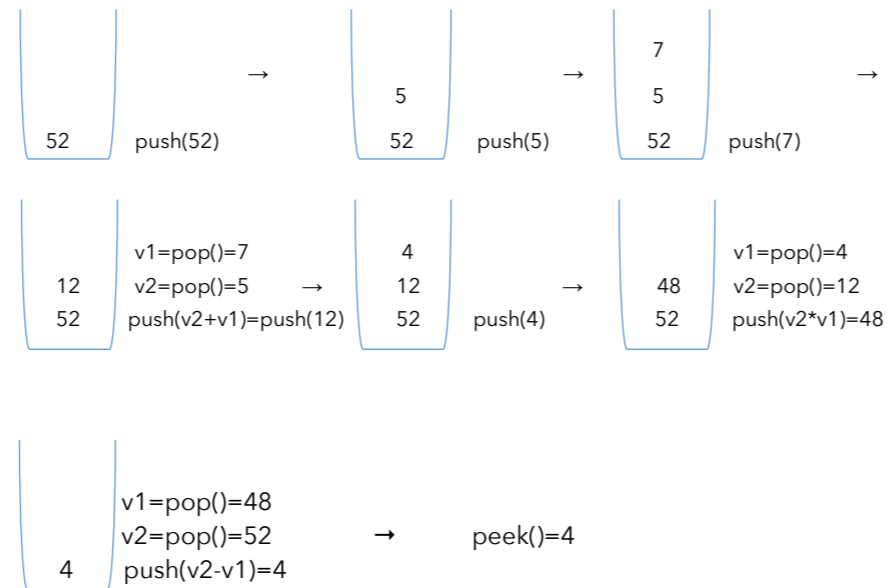 → 7 → →
5 5
52 push(52) 52 push(5) 52 push(7)
v1=pop()=7 4 v1=pop()=4
12 v2=pop()=5 → 12 → 48 v2=pop()=12
52 push(v2+v1)=push(12) 52 push(4) 52 push(v2*v1)=48
v1=pop()=48
v2=pop()=52 → peek()=4
4 push(v2-v1)=4